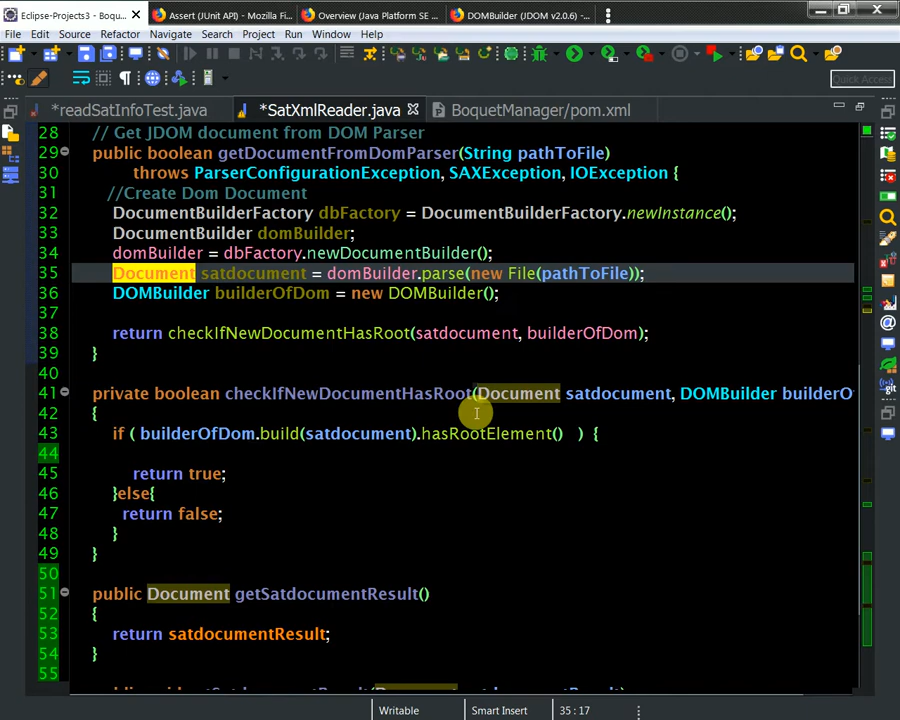 Eclipse-Projects3 - Boqu...
Assert (JUnit API) - Mozilla Fi...
Overview (Java Platform SE ...
DOMBuilder (JDOM v2.0.6) - ...
File Edit Source Refactor Navigate Search Project Run Window Help
Quick Access
*readSatInfoTest.java
*SatXmlReader.java
BoquetManager/pom.xml
28 // Get JDOM document from DOM Parser
29 public boolean getDocumentFromDomParser(String pathToFile)
30 throws ParserConfigurationException, SAXException, IOException {
31 //Create Dom Document
32 DocumentBuilderFactory dbFactory = DocumentBuilderFactory.newInstance();
33 DocumentBuilder domBuilder;
34 domBuilder = dbFactory.newDocumentBuilder();
35 Document satdocument = domBuilder.parse(new File(pathToFile));
36 DOMBuilder builderOfDom = new DOMBuilder();
37
38 return checkIfNewDocumentHasRoot(satdocument, builderOfDom);
39 }
40
41 private boolean checkIfNewDocumentHasRoot(Document satdocument, DOMBuilder builderO
42 {
43 if ( builderOfDom.build(satdocument).hasRootElement() ) {
44
45 return true;
46 }else{
47 return false;
48 }
49 }
50
51 public Document getSatdocumentResult()
52 {
53 return satdocumentResult;
54 }
55
Writable Smart Insert 35 : 17